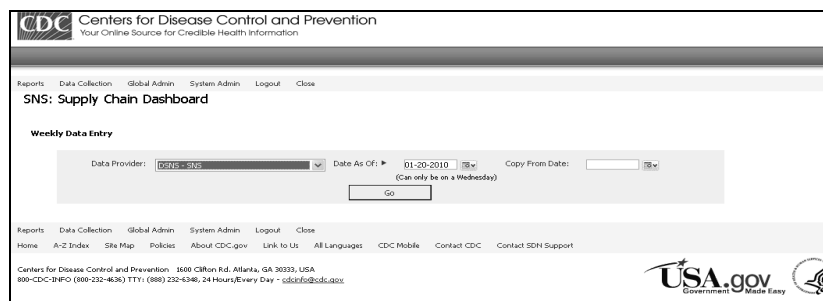 CDC Centers for Disease Control and Prevention
Your Online Source for Credible Health Information
Reports Data Collection Global Admin System Admin Logout Close
SNS: Supply Chain Dashboard
Weekly Data Entry
Data Provider: DSNS - SNS Date As Of: 01-20-2010 Copy From Date:
(Can only be on a Wednesday)
Go
Reports Data Collection Global Admin System Admin Logout Close
Home A-Z Index Site Map Policies About CDC.gov Link to Us All Languages CDC Mobile Contact CDC Contact SDN Support
Centers for Disease Control and Prevention 1600 Clifton Rd. Atlanta, GA 30333, USA
800-CDC-INFO (800-232-4636) TTY: (888) 232-6348, 24 Hours/Every Day - cdcinfo@cdc.gov
USA.gov
Government Made Easy